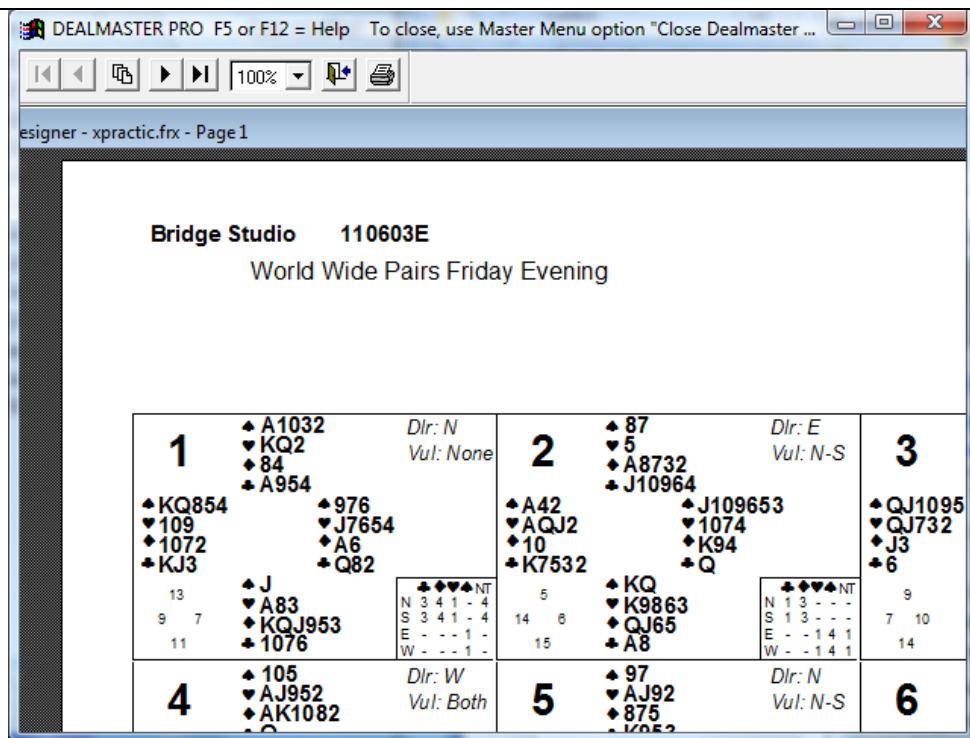 DEALMASTER PRO F5 or F12 = Help To close, use Master Menu option "Close Dealmaster ...
100%
esigner - xpractic.frx - Page 1
Bridge Studio 110603E
World Wide Pairs Friday Evening
1
♠ A1032
♥ KQ2
♦ 84
♣ A954
Dlr: N
Vul: None
♠ KQ854
♥ 109
♦ 1072
♣ KJ3
♠ 976
♥ J7654
♦ A6
♣ Q82
♠ J
♥ A83
♦ KQJ953
♣ 1076
13
9 7
11
♣ ♦ ♥ ♠ NT
N 3 4 1 - 4
S 3 4 1 - 4
E - - - 1 -
W - - - 1 -
2
♠ 87
♥ 5
♦ A8732
♣ J10964
Dlr: E
Vul: N-S
♠ A42
♥ AQJ2
♦ 10
♣ K7532
♠ J109653
♥ 1074
♦ K94
♣ Q
♠ KQ
♥ K9863
♦ QJ65
♣ A8
5
14 6
15
♣ ♦ ♥ ♠ NT
N 1 3 - - -
S 1 3 - - -
E - - 1 4 1
W - - 1 4 1
3
♠ QJ1095
♥ QJ732
♦ J3
♣ 6
9
7 10
14
4
♠ 105
♥ AJ952
♦ AK1082
Dlr: W
Vul: Both
5
♠ 97
♥ AJ92
♦ 875
♣ K953
Dlr: N
Vul: N-S
6